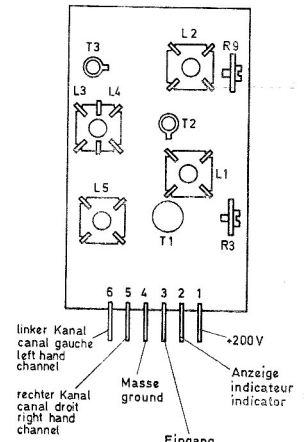 L2
T3
R9
L3 L4
T2
L1
L5
T1
R3
6 5 4 3 2 1
linker Kanal
canal gauche
left hand
channel
+200V
rechter Kanal
canal droit
right hand
channel
Masse
ground
Anzeige
indicateur
indicator
Eingang